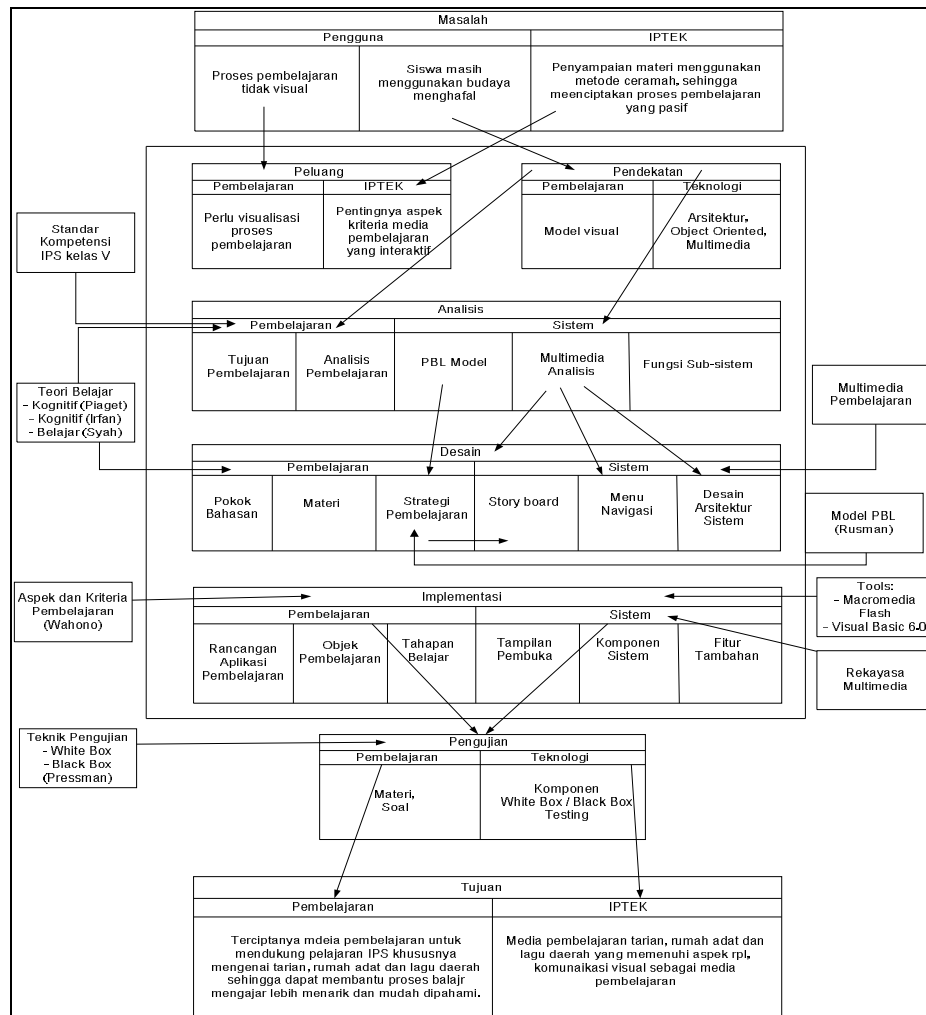 Masalah
Pengguna
IPTEK
Proses pembelajaran
tidak visual
Siswa masih
menggunakan budaya
menghafal
Penyampaian materi menggunakan
metode ceramah, sehingga
meenciptakan proses pembelajaran
yang pasif
Peluang
Pembelajaran
IPTEK
Perlu visualisasi
proses
pembelajaran
Pentingnya aspek
kriteria media
pembelajaran
yang interaktif
Pendekatan
Pembelajaran
Teknologi
Model visual
Arsitektur,
Object Oriented,
Multimedia
Standar
Kompetensi
IPS kelas V
Analisis
Pembelajaran
Sistem
Tujuan
Pembelajaran
Analisis
Pembelajaran
PBL Model
Multimedia
Analisis
Fungsi Sub-sistem
Teori Belajar
- Kognitif (Piaget)
- Kognitif (Irfan)
- Belajar (Syah)
Multimedia
Pembelajaran
Desain
Pembelajaran
Sistem
Pokok
Bahasan
Materi
Strategi
Pembelajaran
Story board
Menu
Navigasi
Desain
Arsitektur
Sistem
Model PBL
(Rusman)
Aspek dan Kriteria
Pembelajaran
(Wahono)
Implementasi
Pembelajaran
Sistem
Rancangan
Aplikasi
Pembelajaran
Objek
Pembelajaran
Tahapan
Belajar
Tampilan
Pembuka
Komponen
Sistem
Fitur
Tambahan
Tools:
- Macromedia
Flash
- Visual Basic 6.0
Rekayasa
Multimedia
Teknik Pengujian
- White Box
- Black Box
(Pressman)
Pengujian
Pembelajaran
Teknologi
Materi,
Soal
Komponen
White Box / Black Box
Testing
Tujuan
Pembelajaran
IPTEK
Terciptanya mdeia pembelajaran untuk
mendukung pelajaran IPS khususnya
mengenai tarian, rumah adat dan lagu daerah
sehingga dapat membantu proses balajr
mengajar lebih menarik dan mudah dipahami.
Media pembelajaran tarian, rumah adat dan
lagu daerah yang memenuhi aspek rpl,
komunaikasi visual sebagai media
pembelajaran